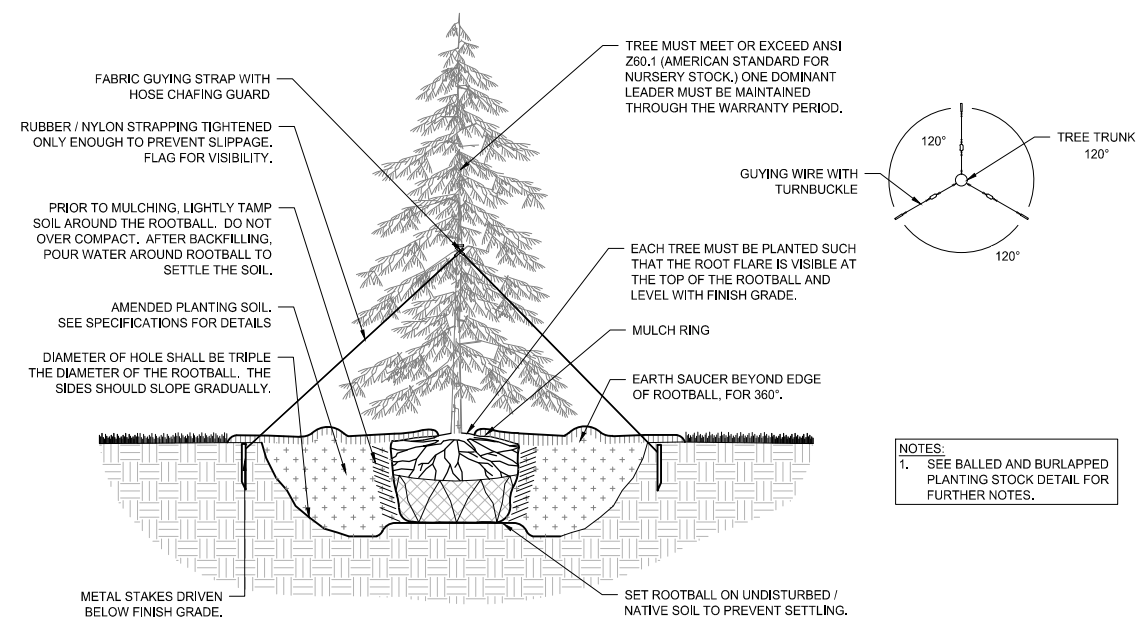 FABRIC GUYING STRAP WITH
HOSE CHAFING GUARD
RUBBER / NYLON STRAPPING TIGHTENED
ONLY ENOUGH TO PREVENT SLIPPAGE.
FLAG FOR VISIBILITY.
PRIOR TO MULCHING, LIGHTLY TAMP
SOIL AROUND THE ROOTBALL. DO NOT
OVER COMPACT. AFTER BACKFILLING,
POUR WATER AROUND ROOTBALL TO
SETTLE THE SOIL.
AMENDED PLANTING SOIL.
SEE SPECIFICATIONS FOR DETAILS
DIAMETER OF HOLE SHALL BE TRIPLE
THE DIAMETER OF THE ROOTBALL. THE
SIDES SHOULD SLOPE GRADUALLY.
METAL STAKES DRIVEN
BELOW FINISH GRADE.
TREE MUST MEET OR EXCEED ANSI
Z60.1 (AMERICAN STANDARD FOR
NURSERY STOCK.) ONE DOMINANT
LEADER MUST BE MAINTAINED
THROUGH THE WARRANTY PERIOD.
EACH TREE MUST BE PLANTED SUCH
THAT THE ROOT FLARE IS VISIBLE AT
THE TOP OF THE ROOTBALL AND
LEVEL WITH FINISH GRADE.
MULCH RING
EARTH SAUCER BEYOND EDGE
OF ROOTBALL, FOR 360°.
SET ROOTBALL ON UNDISTURBED /
NATIVE SOIL TO PREVENT SETTLING.
120°
TREE TRUNK
120°
GUYING WIRE WITH
TURNBUCKLE
120°
NOTES:
1. SEE BALLED AND BURLAPPED
PLANTING STOCK DETAIL FOR
FURTHER NOTES.